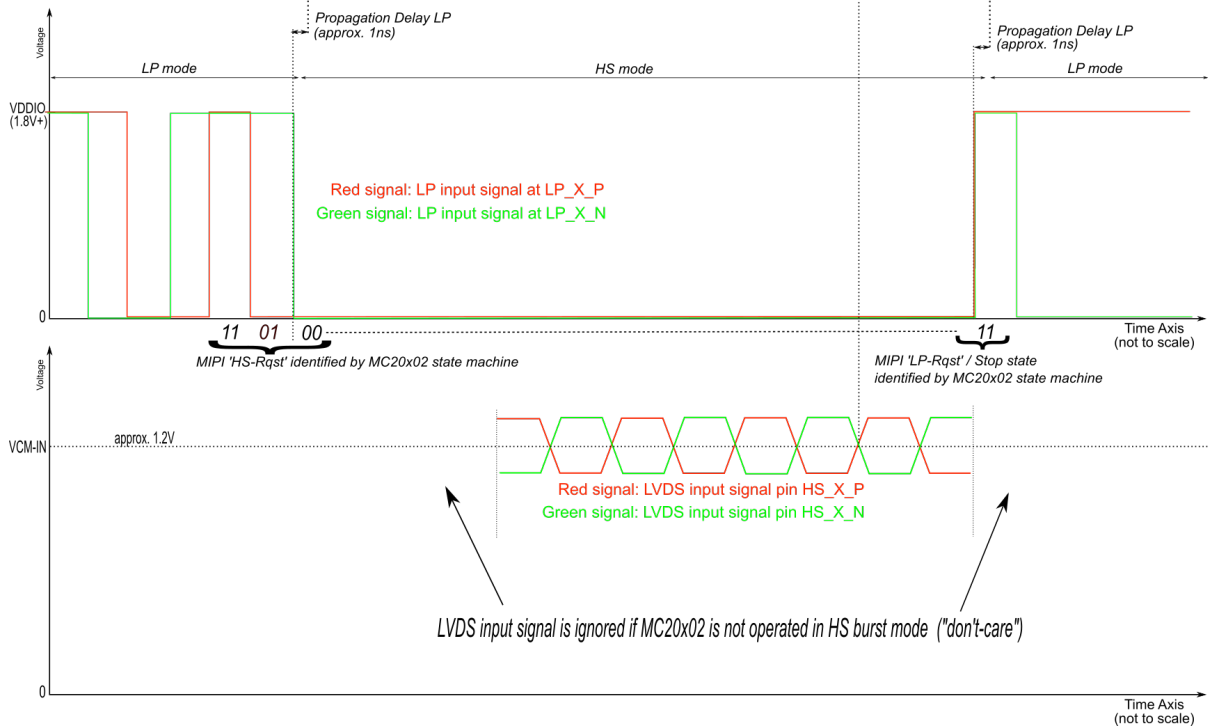 Propagation Delay LP
(approx. 1ns)
Propagation Delay LP
(approx. 1ns)
Voltage
LP mode
HS mode
LP mode
VDDIO
(1.8V+)
Red signal: LP input signal at LP_X_P
Green signal: LP input signal at LP_X_N
0
11 01 00
11
Time Axis
(not to scale)
MIPI 'HS-Rqst' identified by MC20x02 state machine
MIPI 'LP-Rqst' / Stop state
identified by MC20x02 state machine
Voltage
approx. 1.2V
VCM-IN
Red signal: LVDS input signal pin HS_X_P
Green signal: LVDS input signal pin HS_X_N
LVDS input signal is ignored if MC20x02 is not operated in HS burst mode ("don't-care")
0
Time Axis
(not to scale)